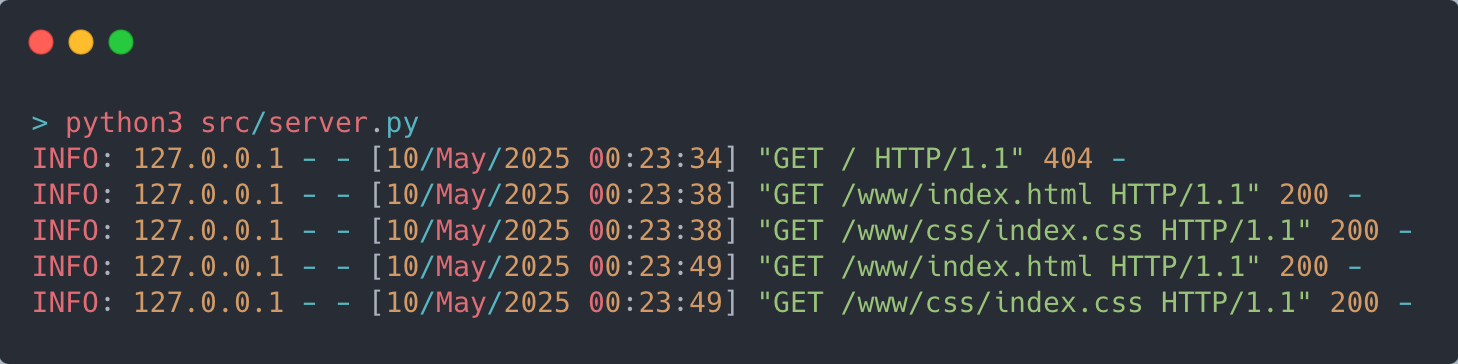 > python3 src/server.py
INFO: 127.0.0.1 - - [10/May/2025 00:23:34] "GET / HTTP/1.1" 404 -
INFO: 127.0.0.1 - - [10/May/2025 00:23:38] "GET /www/index.html HTTP/1.1" 200 -
INFO: 127.0.0.1 - - [10/May/2025 00:23:38] "GET /www/css/index.css HTTP/1.1" 200 -
INFO: 127.0.0.1 - - [10/May/2025 00:23:49] "GET /www/index.html HTTP/1.1" 200 -
INFO: 127.0.0.1 - - [10/May/2025 00:23:49] "GET /www/css/index.css HTTP/1.1" 200 -